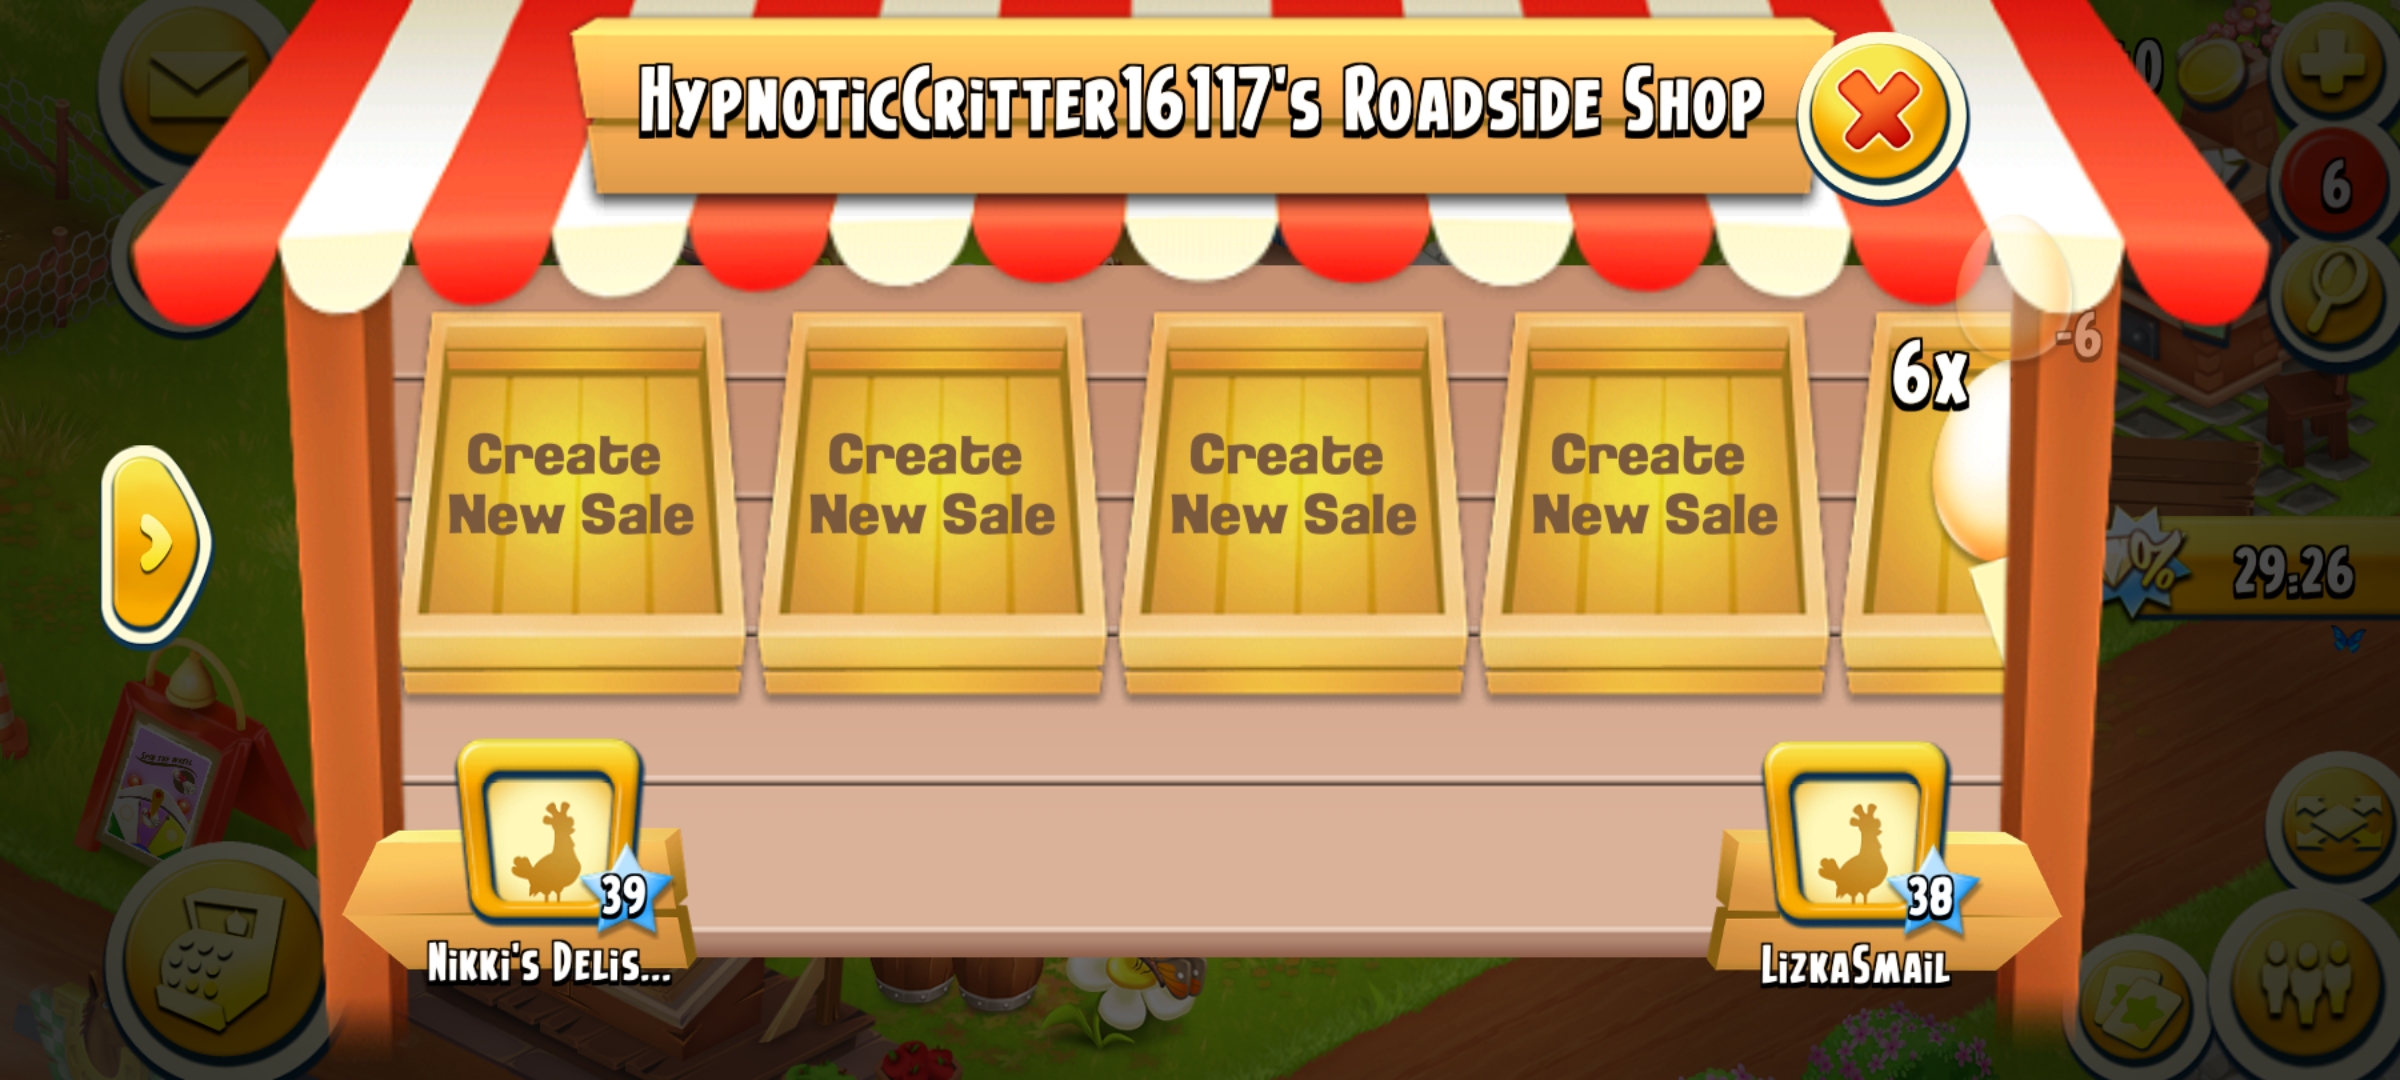 HypnoticCritter16117's Roadside Shop
6
-6
6x
Create
New Sale
Create
New Sale
Create
New Sale
Create
New Sale
29:26
39
Nikki's Delis...
38
LizkaSmail